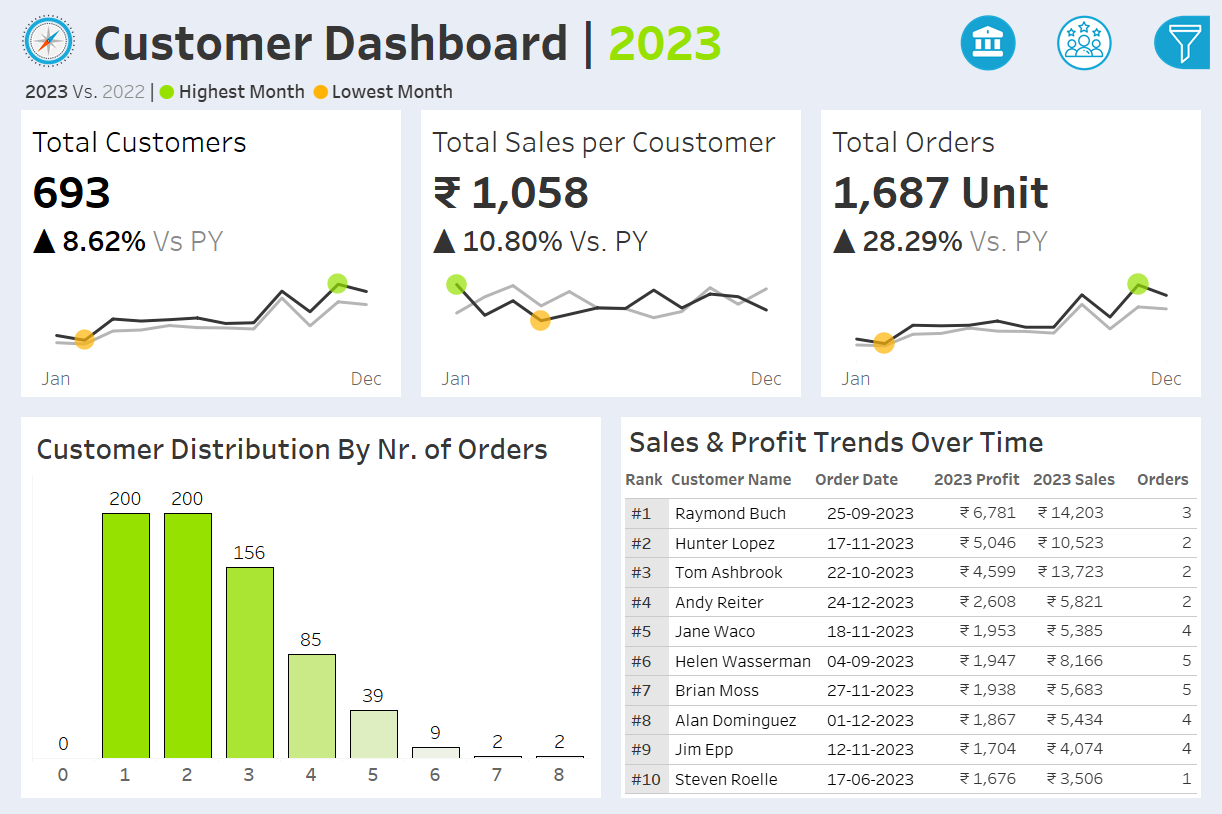 Customer Dashboard | 2023
2023 Vs. 2022 | Highest Month Lowest Month
Total Customers
693
▲ 8.62% Vs PY
Jan Dec
Total Sales per Coustomer
₹ 1,058
▲ 10.80% Vs. PY
Jan Dec
Total Orders
1,687 Unit
▲ 28.29% Vs. PY
Jan Dec
Customer Distribution By Nr. of Orders
0 200 200 156 85 39 9 2 2
0 1 2 3 4 5 6 7 8
Sales & Profit Trends Over Time
Rank Customer Name Order Date 2023 Profit 2023 Sales Orders
#1 Raymond Buch 25-09-2023 ₹ 6,781 ₹ 14,203 3
#2 Hunter Lopez 17-11-2023 ₹ 5,046 ₹ 10,523 2
#3 Tom Ashbrook 22-10-2023 ₹ 4,599 ₹ 13,723 2
#4 Andy Reiter 24-12-2023 ₹ 2,608 ₹ 5,821 2
#5 Jane Waco 18-11-2023 ₹ 1,953 ₹ 5,385 4
#6 Helen Wasserman 04-09-2023 ₹ 1,947 ₹ 8,166 5
#7 Brian Moss 27-11-2023 ₹ 1,938 ₹ 5,683 5
#8 Alan Dominguez 01-12-2023 ₹ 1,867 ₹ 5,434 4
#9 Jim Epp 12-11-2023 ₹ 1,704 ₹ 4,074 4
#10 Steven Roelle 17-06-2023 ₹ 1,676 ₹ 3,506 1